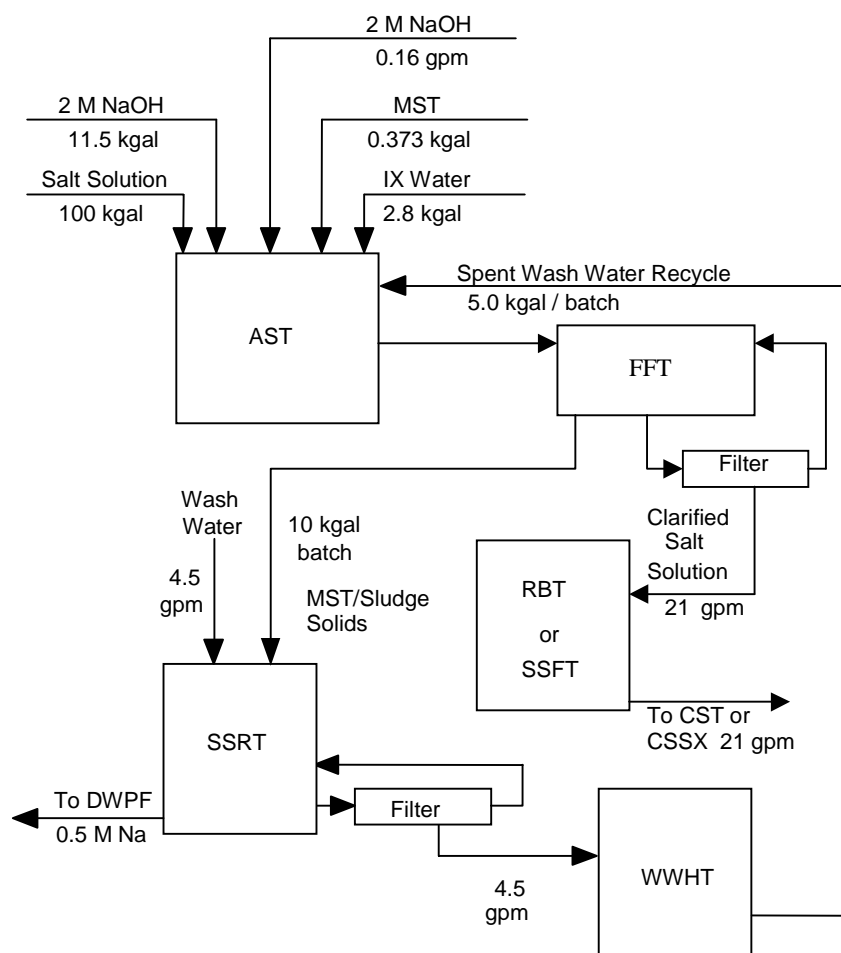 2 M NaOH
0.16 gpm
2 M NaOH
11.5 kgal
MST
0.373 kgal
Salt Solution
100 kgal
IX Water
2.8 kgal
Spent Wash Water Recycle
5.0 kgal / batch
AST
FFT
Filter
Wash
Water
10 kgal
batch
Clarified
Salt
Solution
21 gpm
4.5
gpm
MST/Sludge
Solids
RBT
or
SSFT
To CST or
CSSX 21 gpm
SSRT
To DWPF
0.5 M Na
Filter
4.5
gpm
WWHT